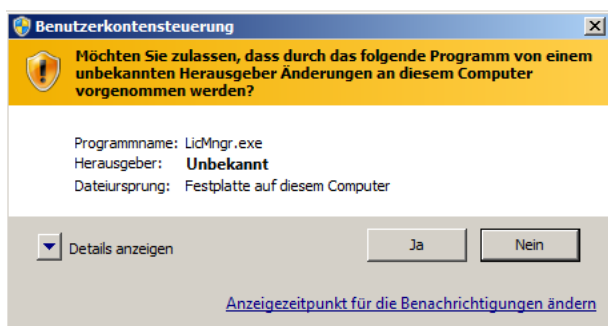 Benutzerkontensteuerung
Möchten Sie zulassen, dass durch das folgende Programm von einem
unbekannten Herausgeber Änderungen an diesem Computer
vorgenommen werden?
Programmname: LicMngr.exe
Herausgeber: Unbekannt
Dateiursprung: Festplatte auf diesem Computer
Details anzeigen Ja Nein
Anzeigezeitpunkt für die Benachrichtigungen ändern